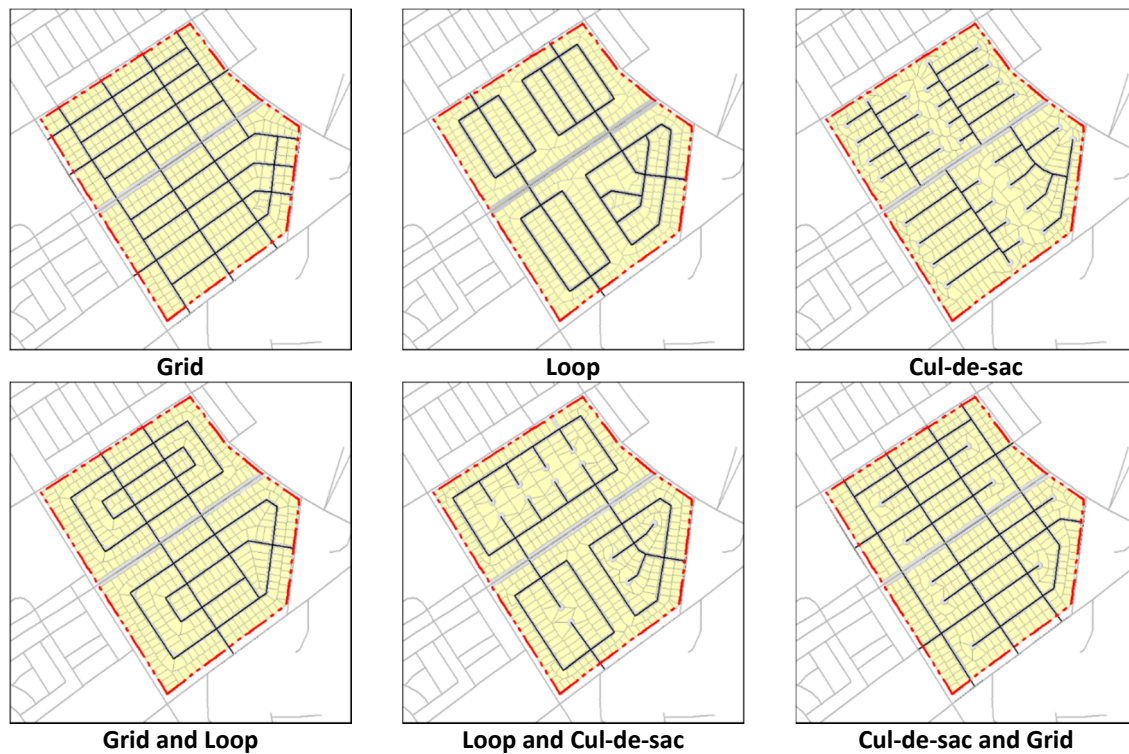 Grid
Loop
Cul-de-sac
Grid and Loop
Loop and Cul-de-sac
Cul-de-sac and Grid